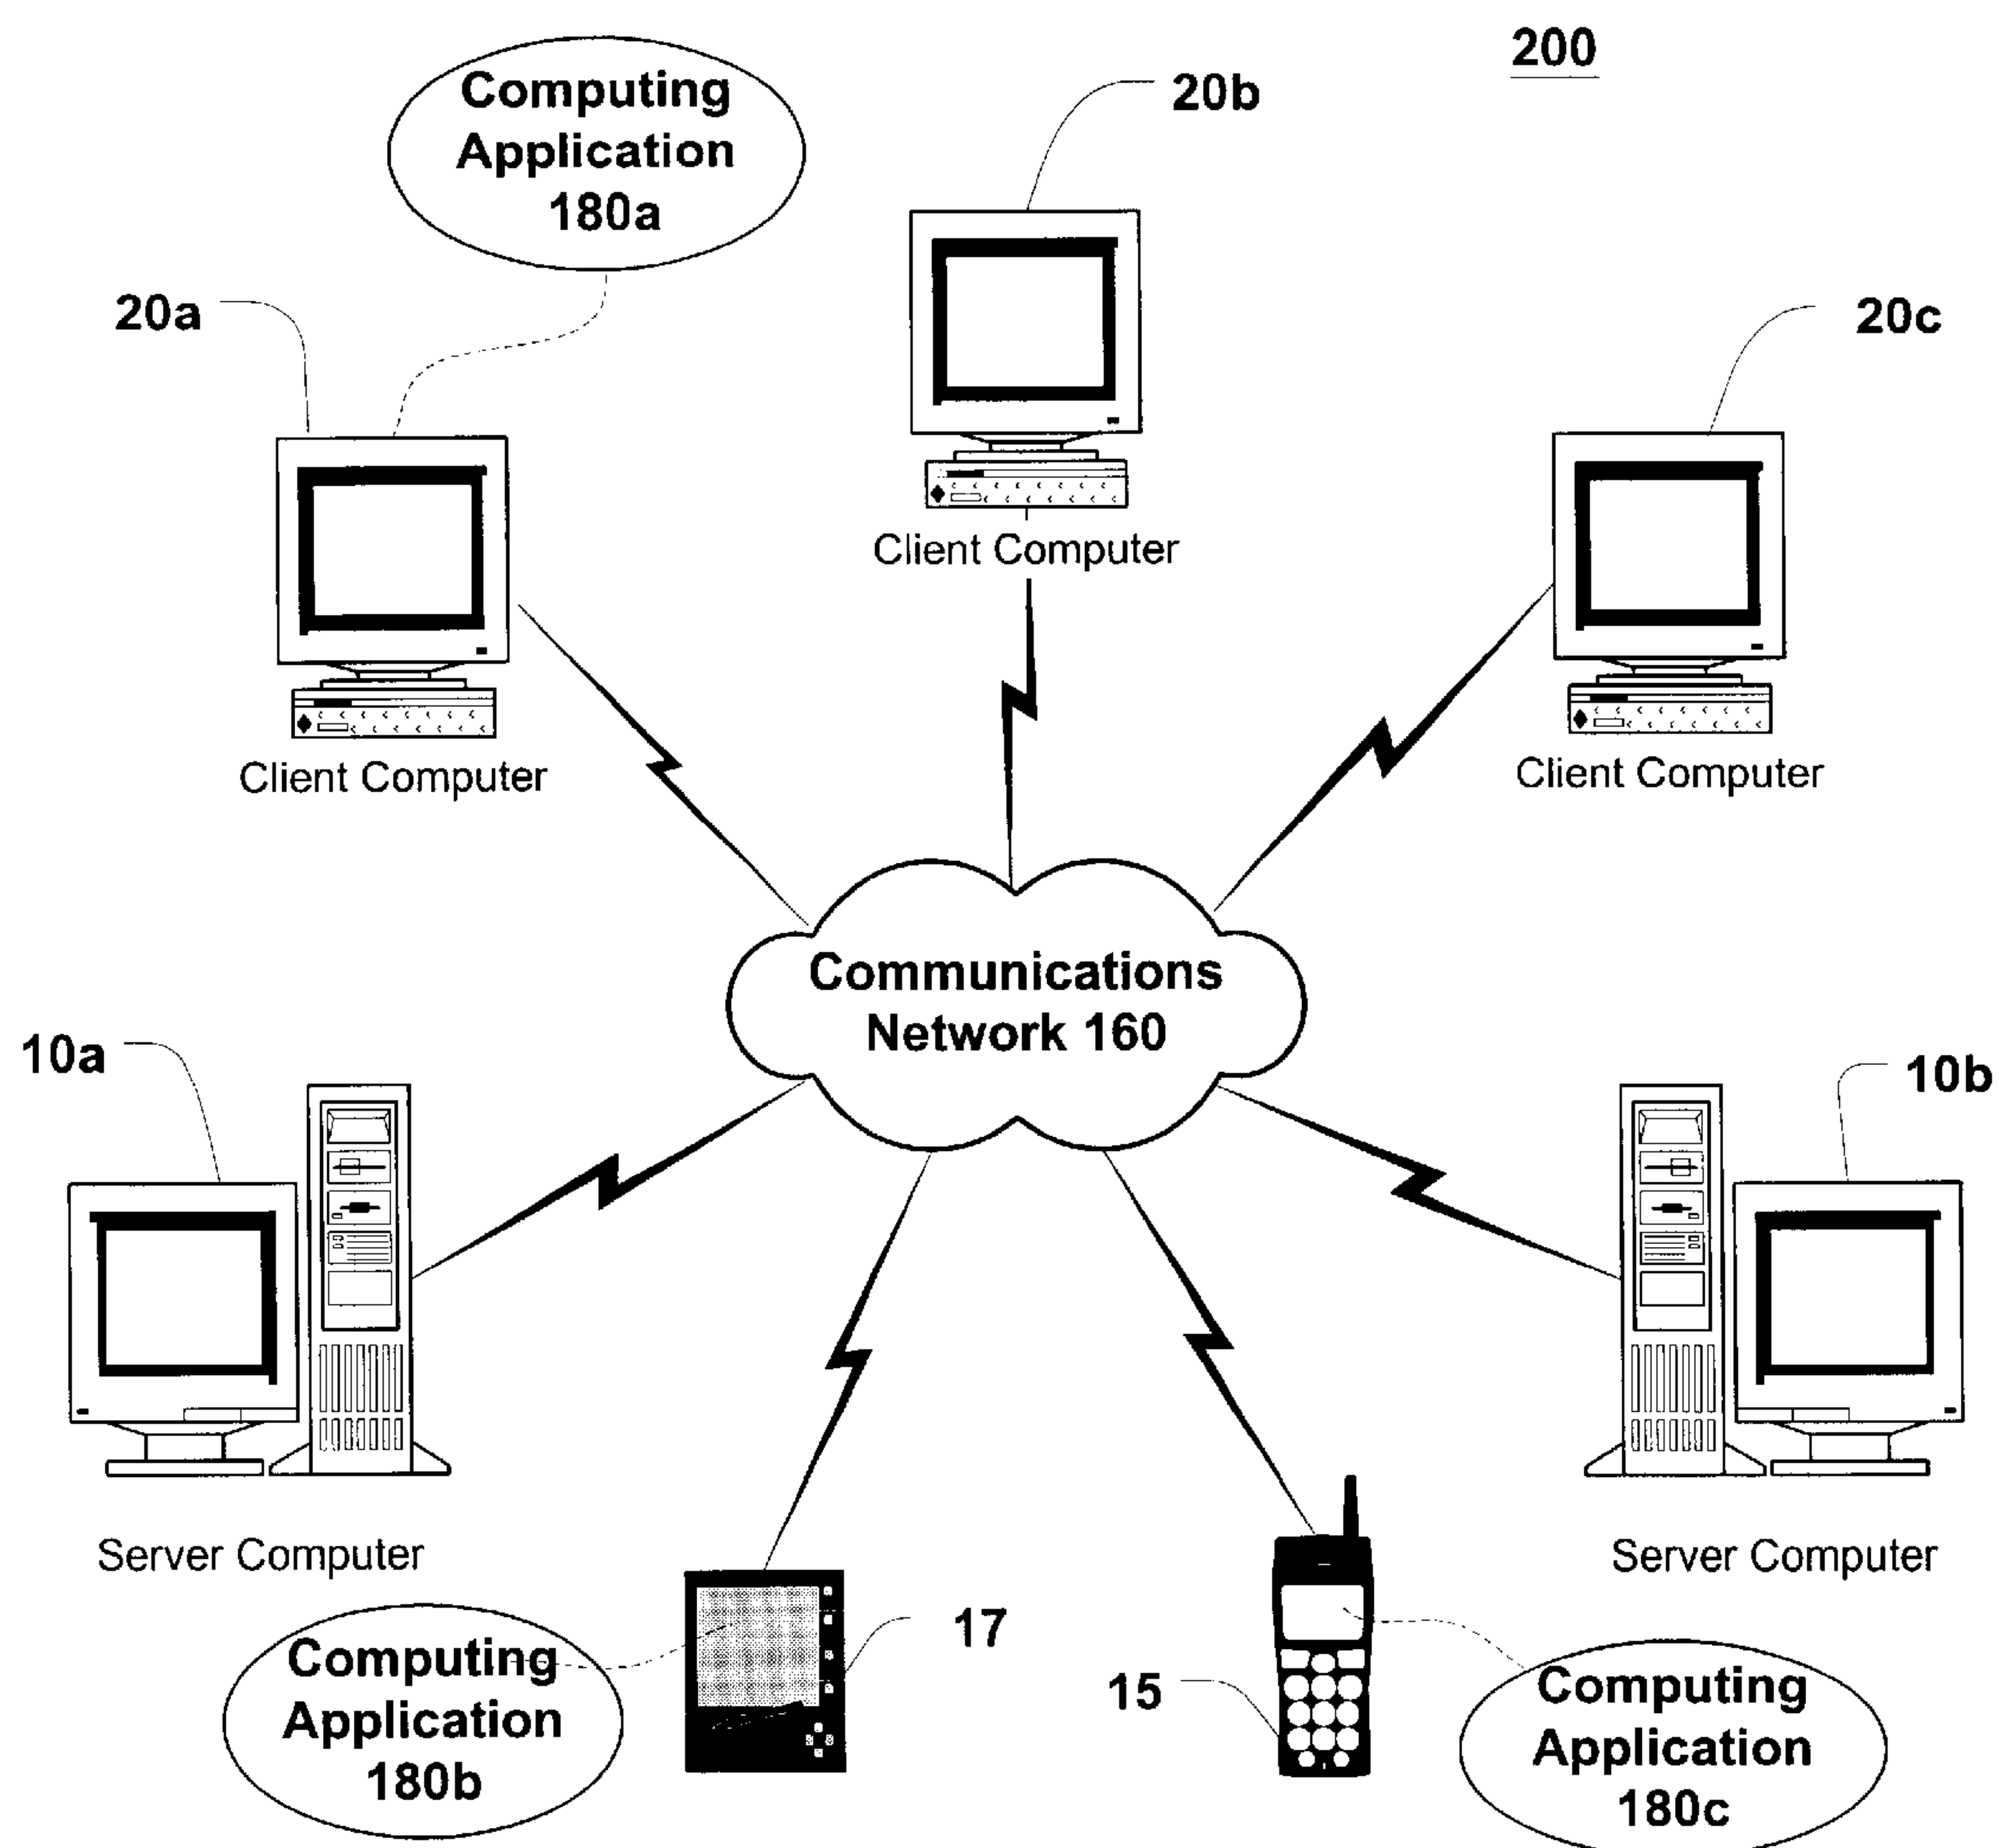 200
Computing
Application
180a
20b
20a
20c
Client Computer
Client Computer
Client Computer
Communications
Network 160
10a
10b
Server Computer
Server Computer
17
15
Computing
Application
180b
Computing
Application
180c